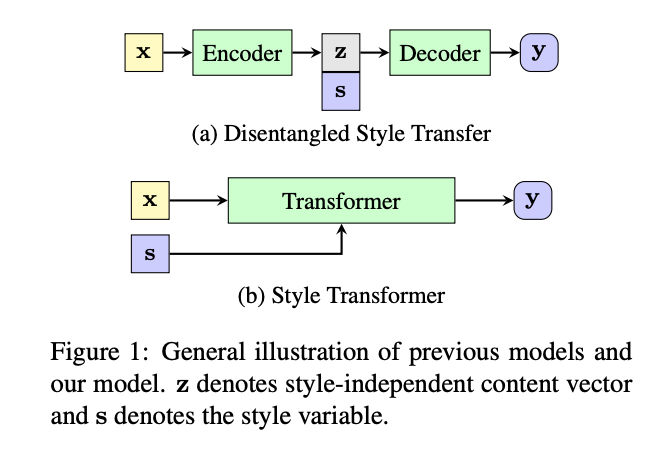 x Encoder z Decoder y
s
(a) Disentangled Style Transfer
x Transformer y
s
(b) Style Transformer
Figure 1: General illustration of previous models and
our model. z denotes style-independent content vector
and s denotes the style variable.